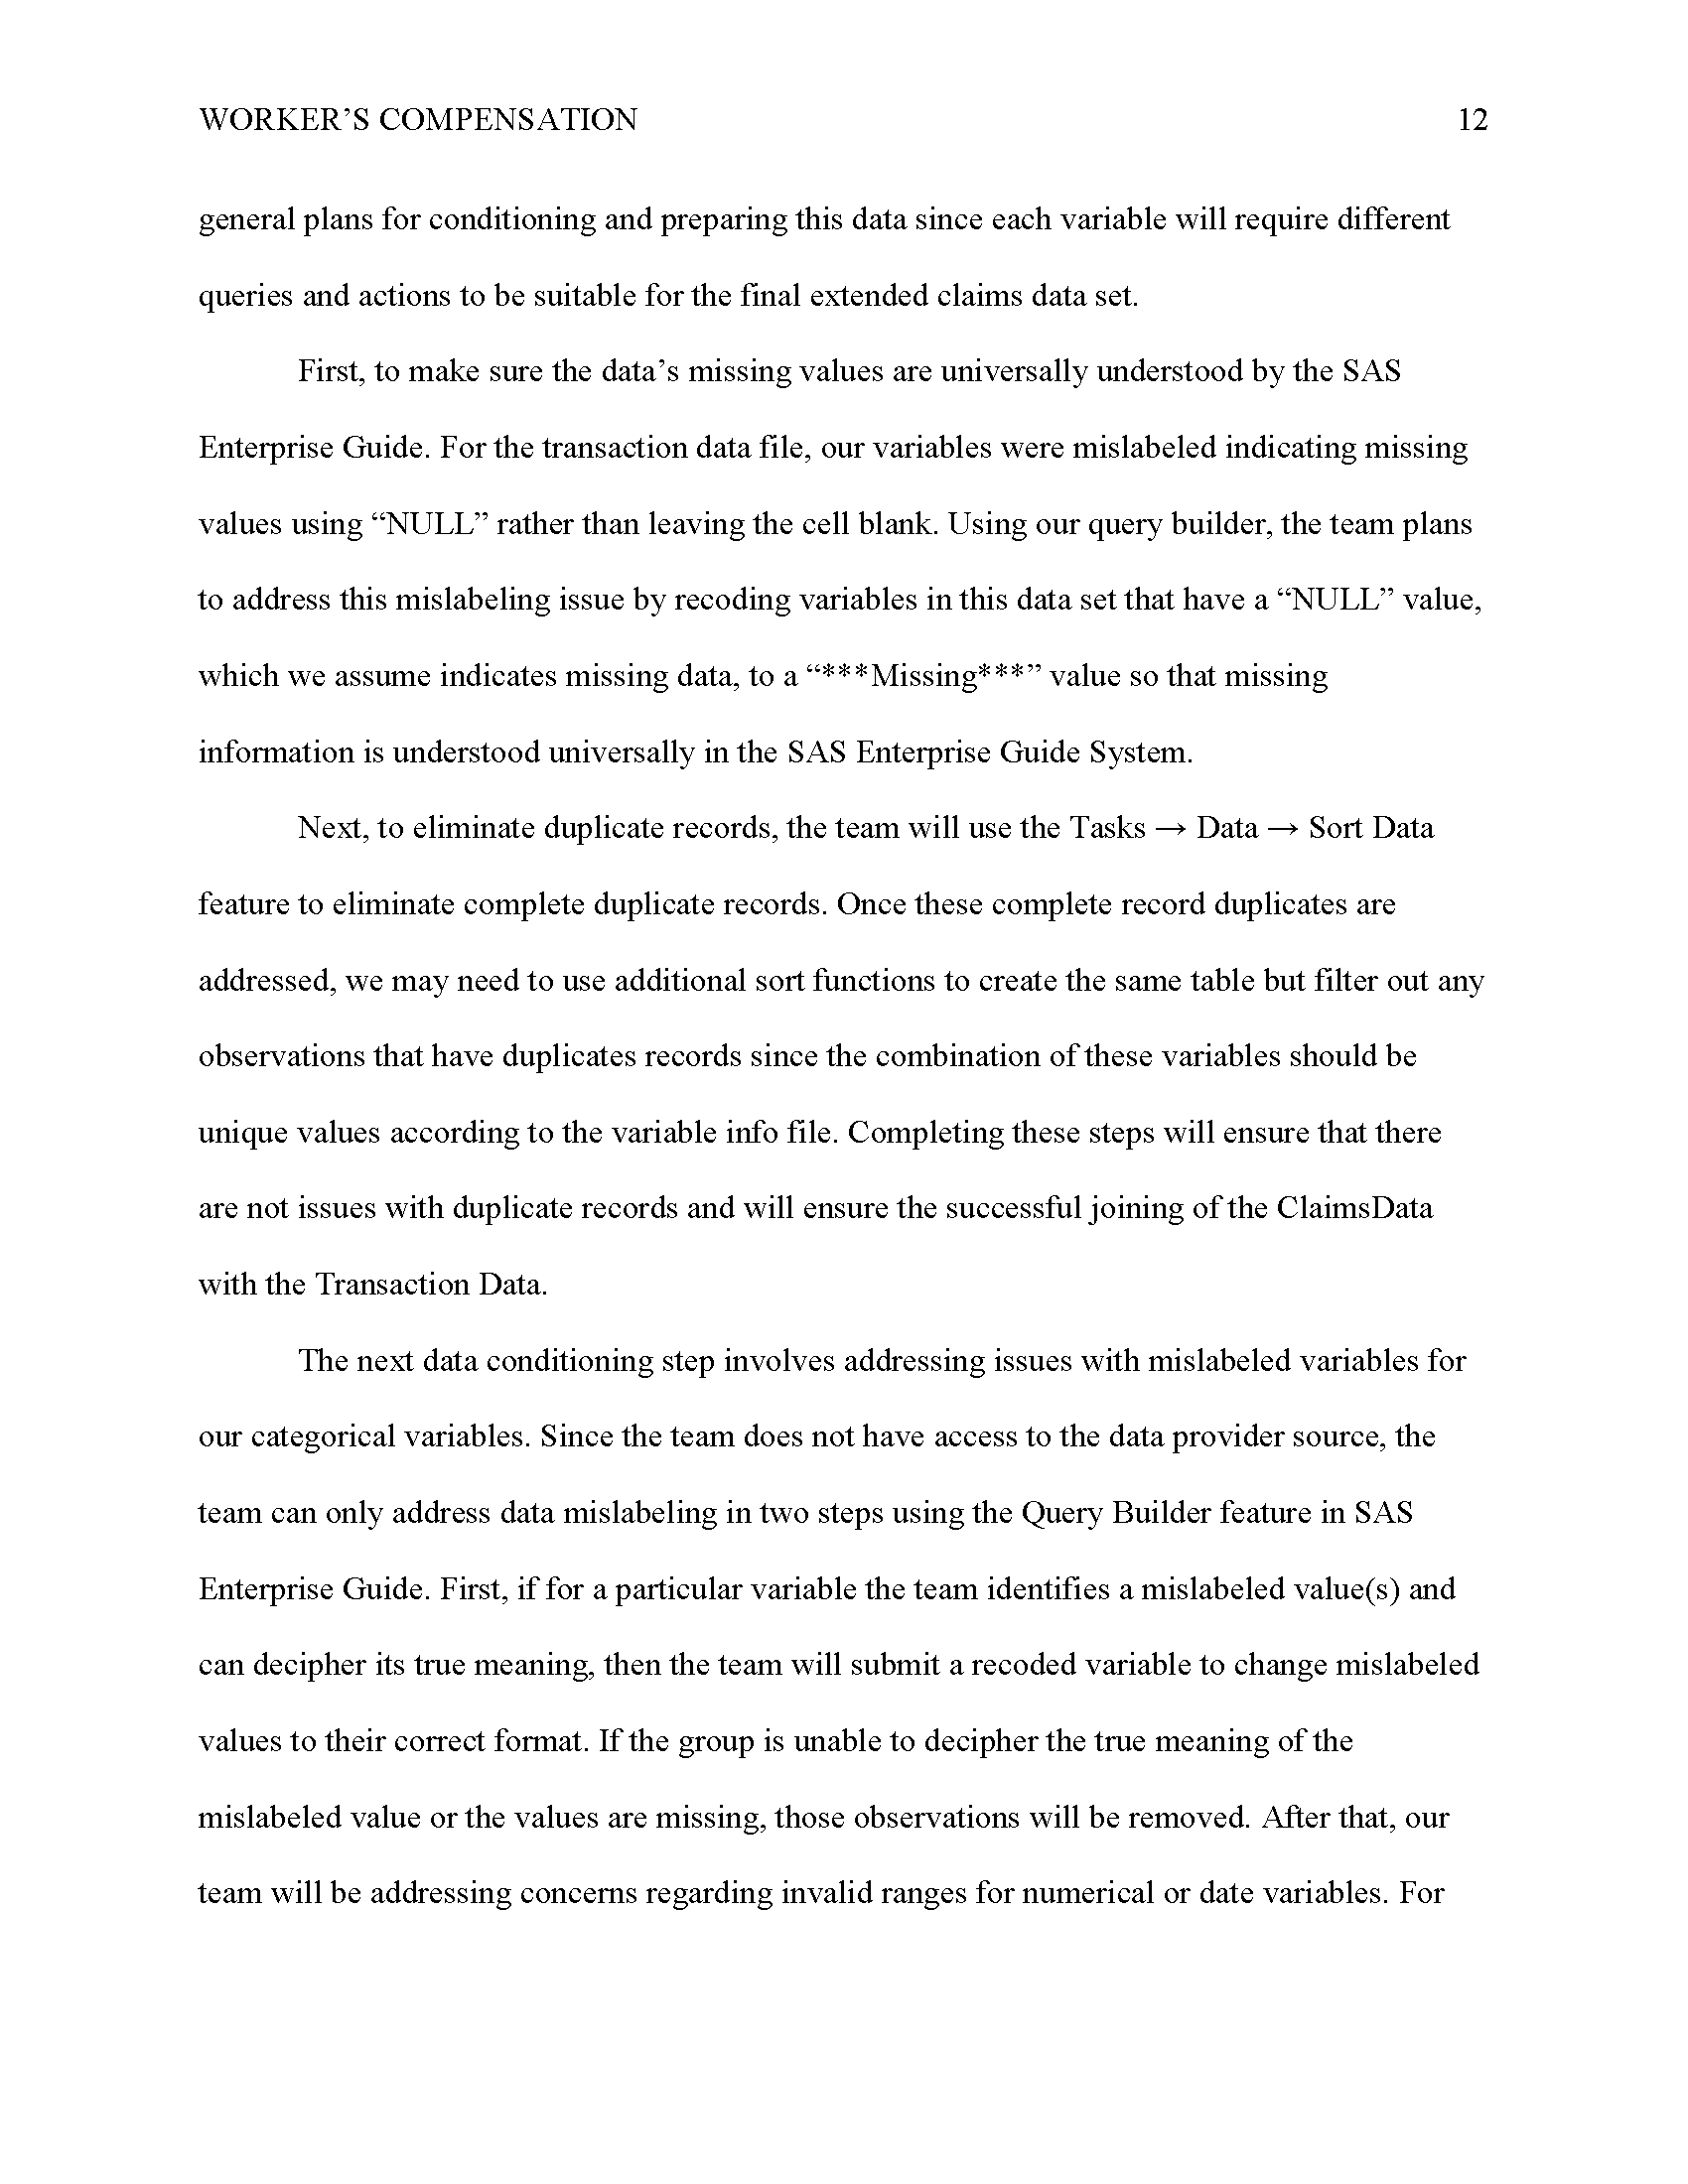 WORKER’S COMPENSATION 12
general plans for conditioning and preparing this data since each variable will require different
queries and actions to be suitable for the final extended claims data set.
First, to make sure the data’s missing values are universally understood by the SAS
Enterprise Guide. For the transaction data file, our variables were mislabeled indicating missing
values using “NULL” rather than leaving the cell blank. Using our query builder, the team plans
to address this mislabeling issue by recoding variables in this data set that have a “NULL” value,
which we assume indicates missing data, to a “***Missing***” value so that missing
information is understood universally in the SAS Enterprise Guide System.
Next, to eliminate duplicate records, the team will use the Tasks → Data → Sort Data
feature to eliminate complete duplicate records. Once these complete record duplicates are
addressed, we may need to use additional sort functions to create the same table but filter out any
observations that have duplicates records since the combination of these variables should be
unique values according to the variable info file. Completing these steps will ensure that there
are not issues with duplicate records and will ensure the successful joining of the ClaimsData
with the Transaction Data.
The next data conditioning step involves addressing issues with mislabeled variables for
our categorical variables. Since the team does not have access to the data provider source, the
team can only address data mislabeling in two steps using the Query Builder feature in SAS
Enterprise Guide. First, if for a particular variable the team identifies a mislabeled value(s) and
can decipher its true meaning, then the team will submit a recoded variable to change mislabeled
values to their correct format. If the group is unable to decipher the true meaning of the
mislabeled value or the values are missing, those observations will be removed. After that, our
team will be addressing concerns regarding invalid ranges for numerical or date variables. For